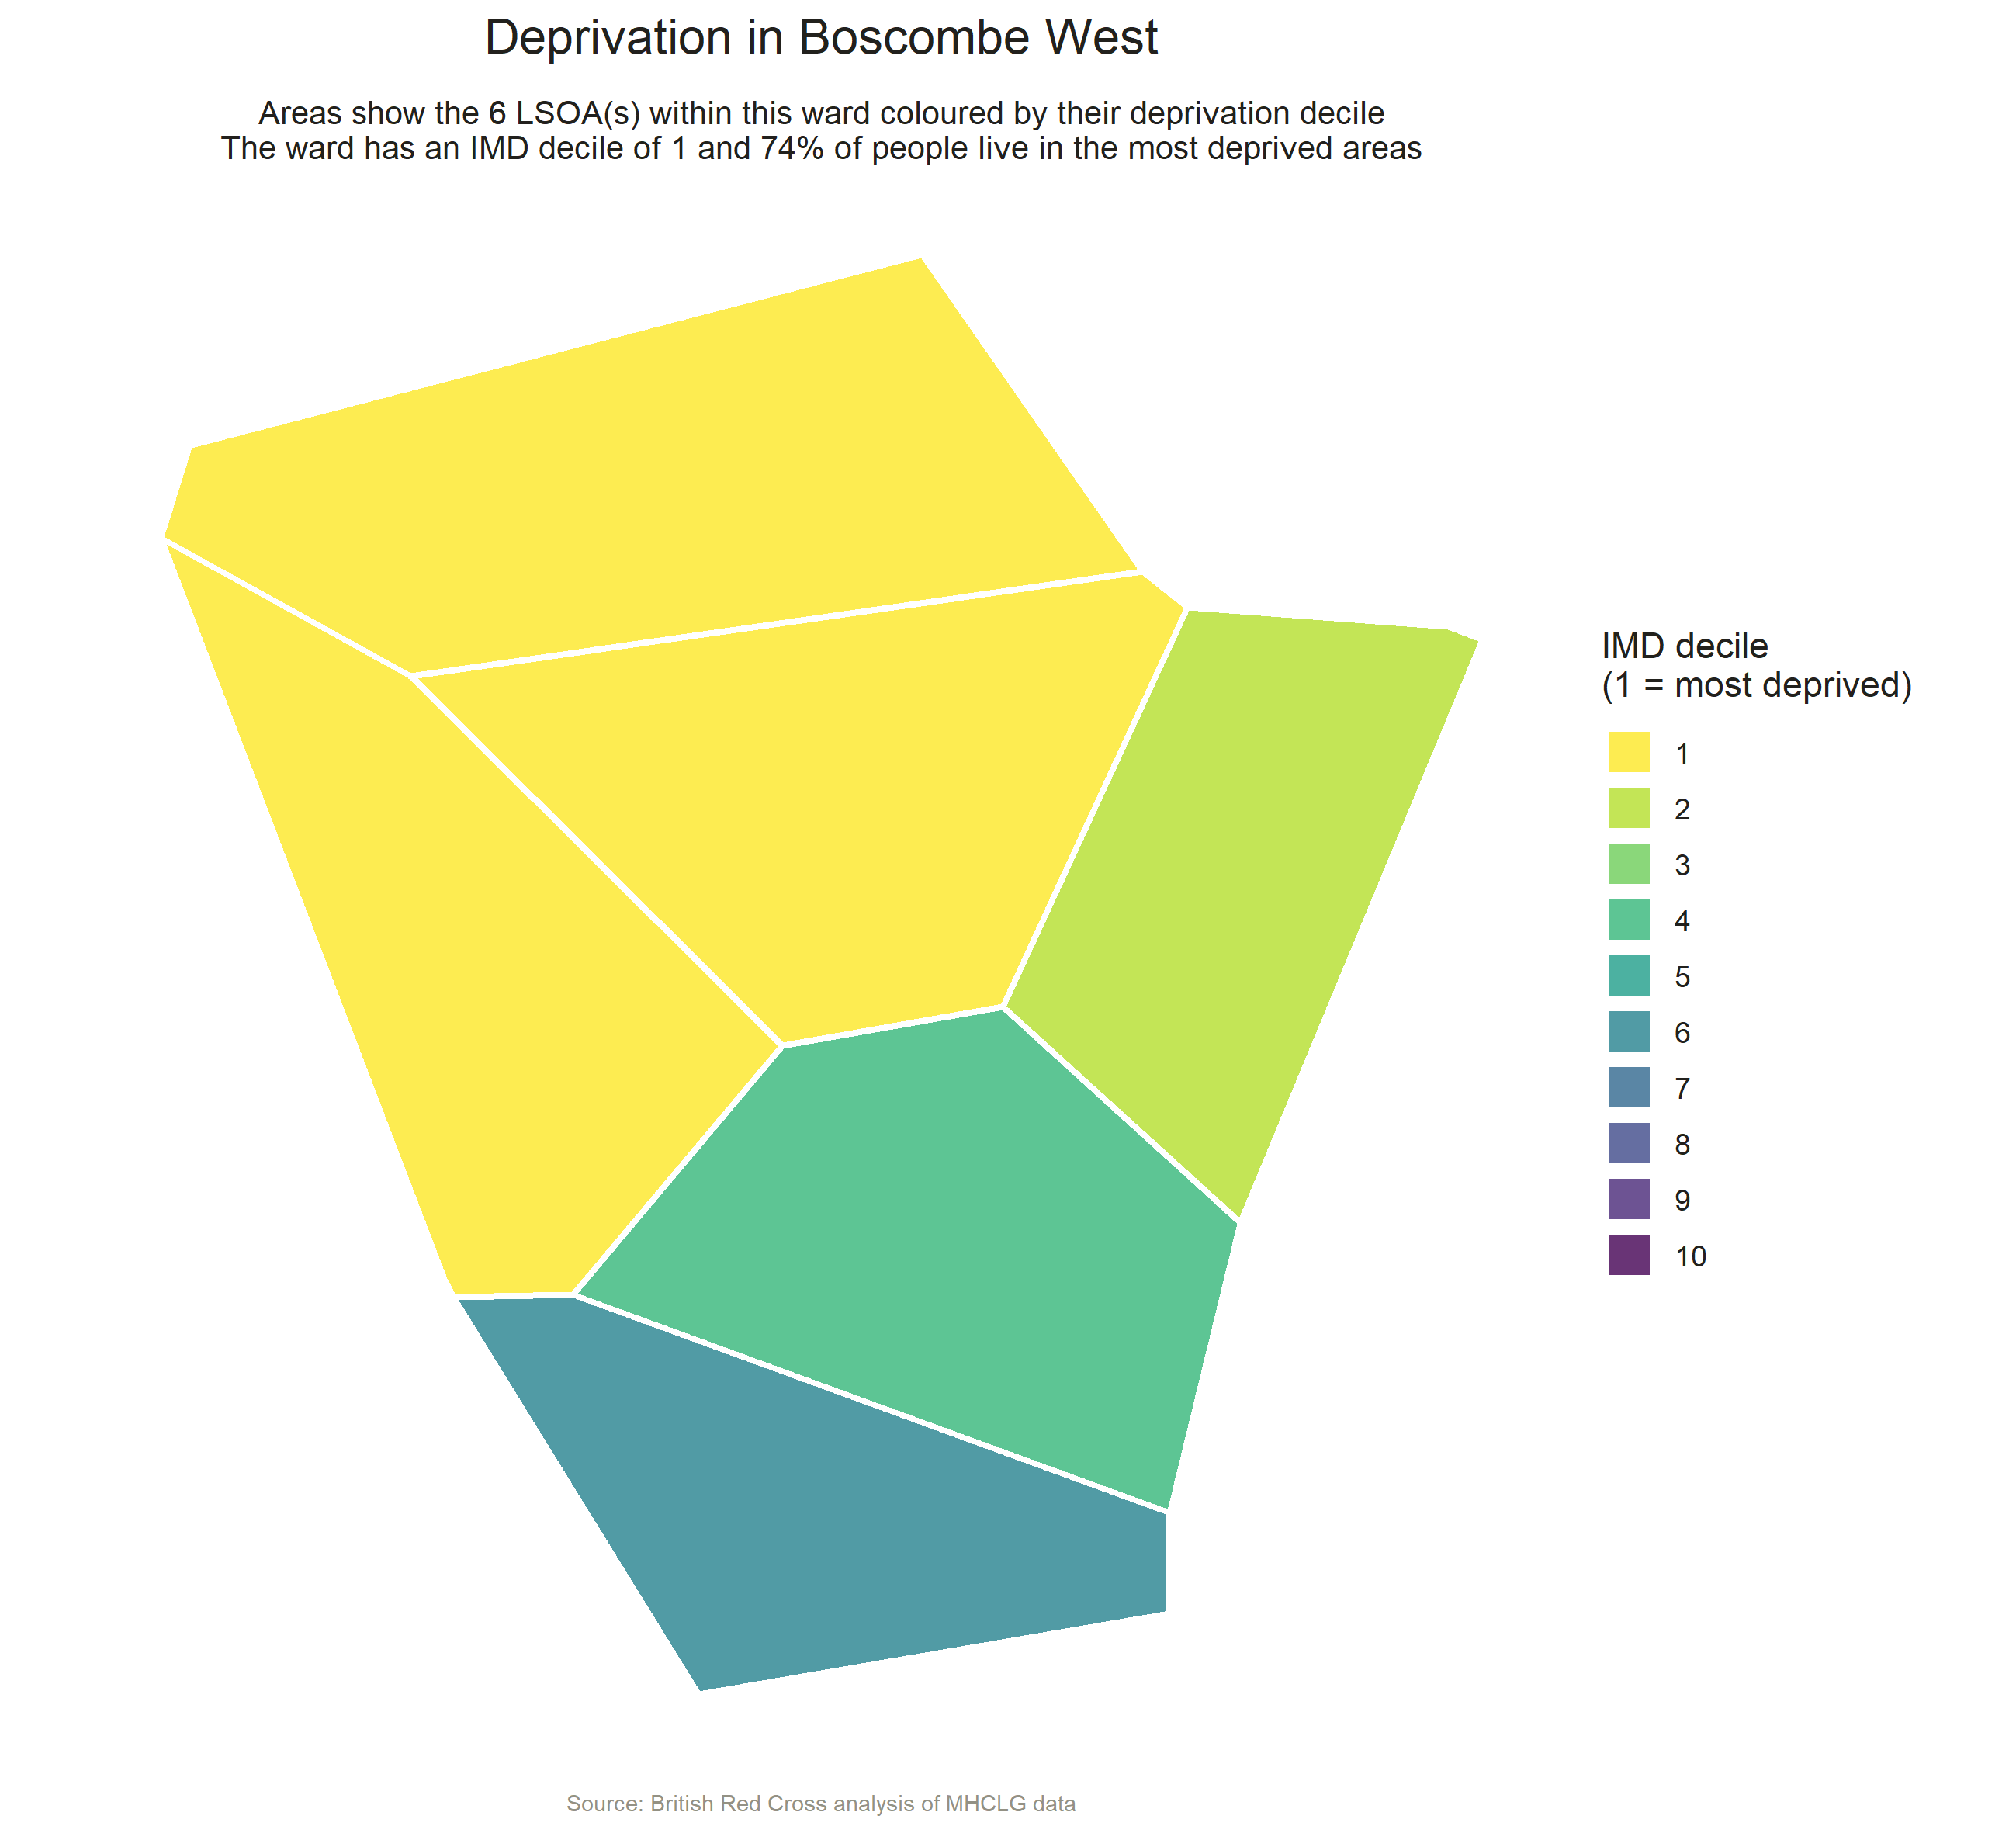 Deprivation in Boscombe West
Areas show the 6 LSOA(s) within this ward coloured by their deprivation decile
The ward has an IMD decile of 1 and 74% of people live in the most deprived areas
IMD decile
(1 = most deprived)
1
2
3
4
5
6
7
8
9
10
Source: British Red Cross analysis of MHCLG data